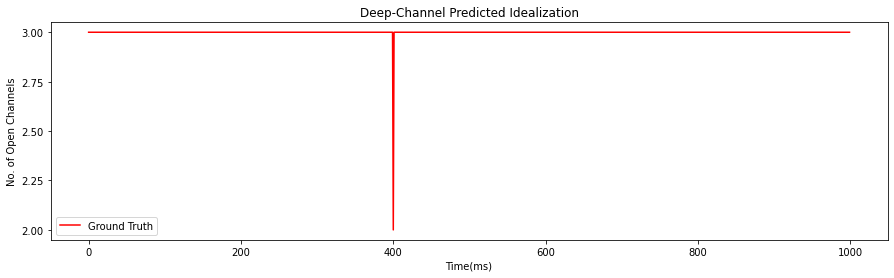 Deep-Channel Predicted Idealization
No. of Open Channels
3.00
2.75
2.50
2.25
2.00
Ground Truth
0
200
400
600
800
1000
Time(ms)